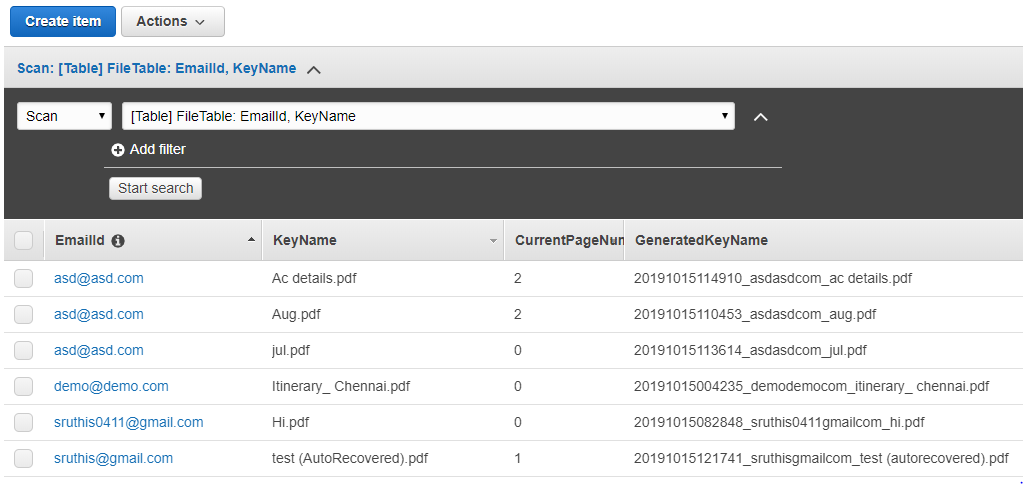 Create item Actions
Scan: [Table] FileTable: EmailId, KeyName
Scan [Table] FileTable: EmailId, KeyName
Add filter
Start search
EmailId KeyName CurrentPageNun GeneratedKeyName
asd@asd.com Ac details.pdf 2 20191015114910_asdasdcom_ac details.pdf
asd@asd.com Aug.pdf 2 20191015110453_asdasdcom_aug.pdf
asd@asd.com jul.pdf 0 20191015113614_asdasdcom_jul.pdf
demo@demo.com Itinerary_ Chennai.pdf 0 20191015004235_demodemocom_itinerary_ chennai.pdf
sruthis0411@gmail.com Hi.pdf 0 20191015082848_sruthis0411gmailcom_hi.pdf
sruthis@gmail.com test (AutoRecovered).pdf 1 20191015121741_sruthisgmailcom_test (autorecovered).pdf